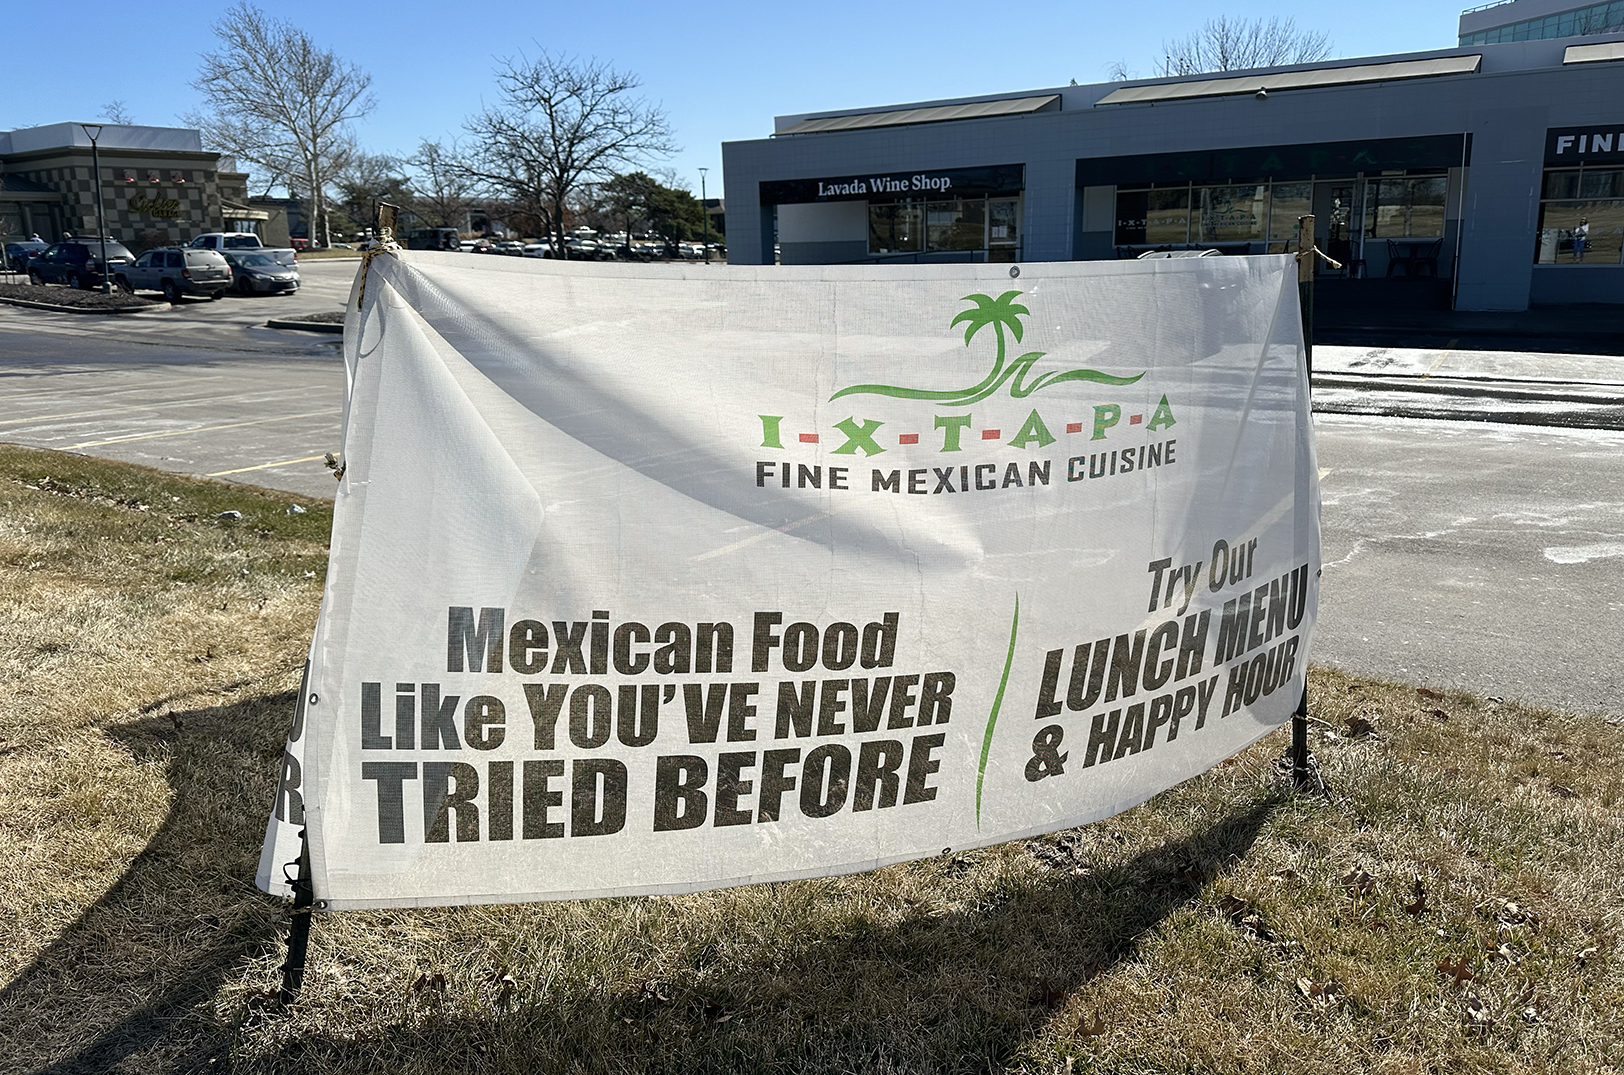 Lavada Wine Shop.
I-X-T-A-P-A
FINE
I-X-T-A-P-A
FINE MEXICAN CUISINE
Mexican Food
Like YOU'VE NEVER
TRIED BEFORE
Try Our
LUNCH MENU
& HAPPY HOUR
U
R